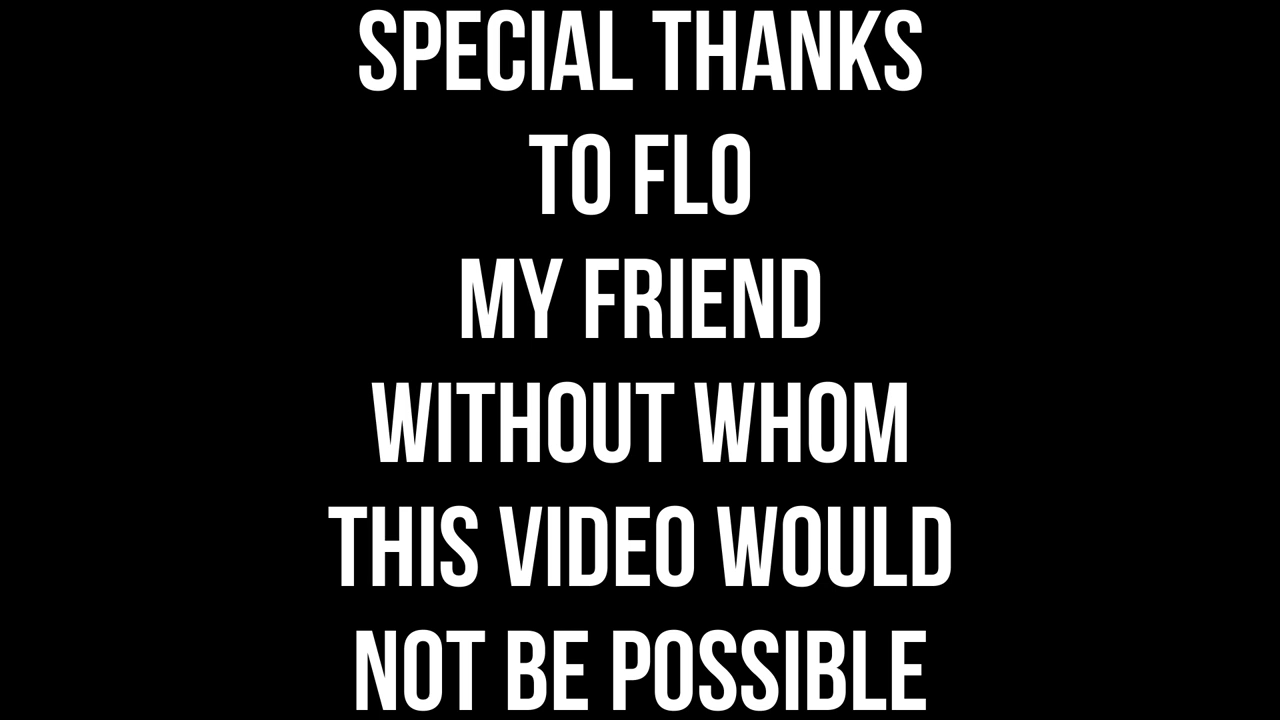 SPECIAL THANKS
TO FLO
MY FRIEND
WITHOUT WHOM
THIS VIDEO WOULD
NOT BE POSSIBLE